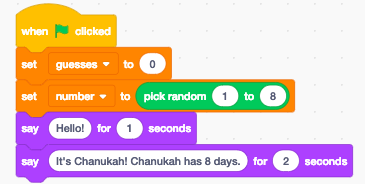 when clicked
set guesses to 0
set number to pick random 1 to 8
say Hello! for 1 seconds
say It's Chanukah! Chanukah has 8 days. for 2 seconds